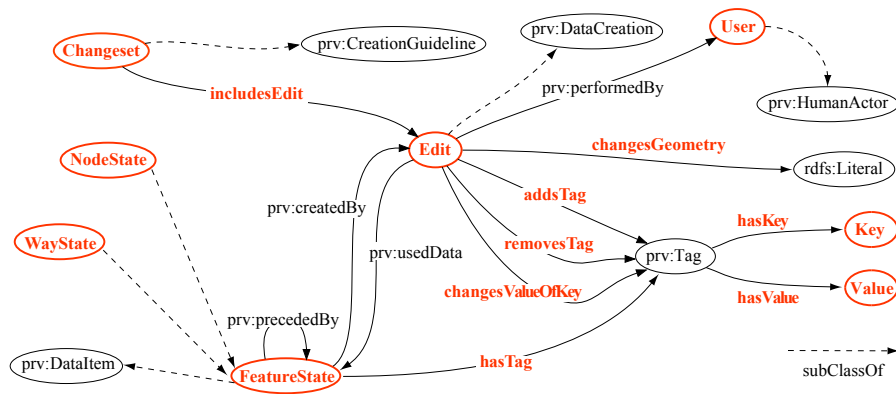 Changeset
prv:CreationGuideline
prv:DataCreation
User
prv:performedBy
prv:HumanActor
includesEdit
Edit
changesGeometry
rdfs:Literal
NodeState
prv:createdBy
addsTag
WayState
prv:usedData
removesTag
prv:Tag
hasKey
Key
changesValueOfKey
hasValue
Value
prv:precededBy
prv:DataItem
FeatureState
hasTag
subClassOf